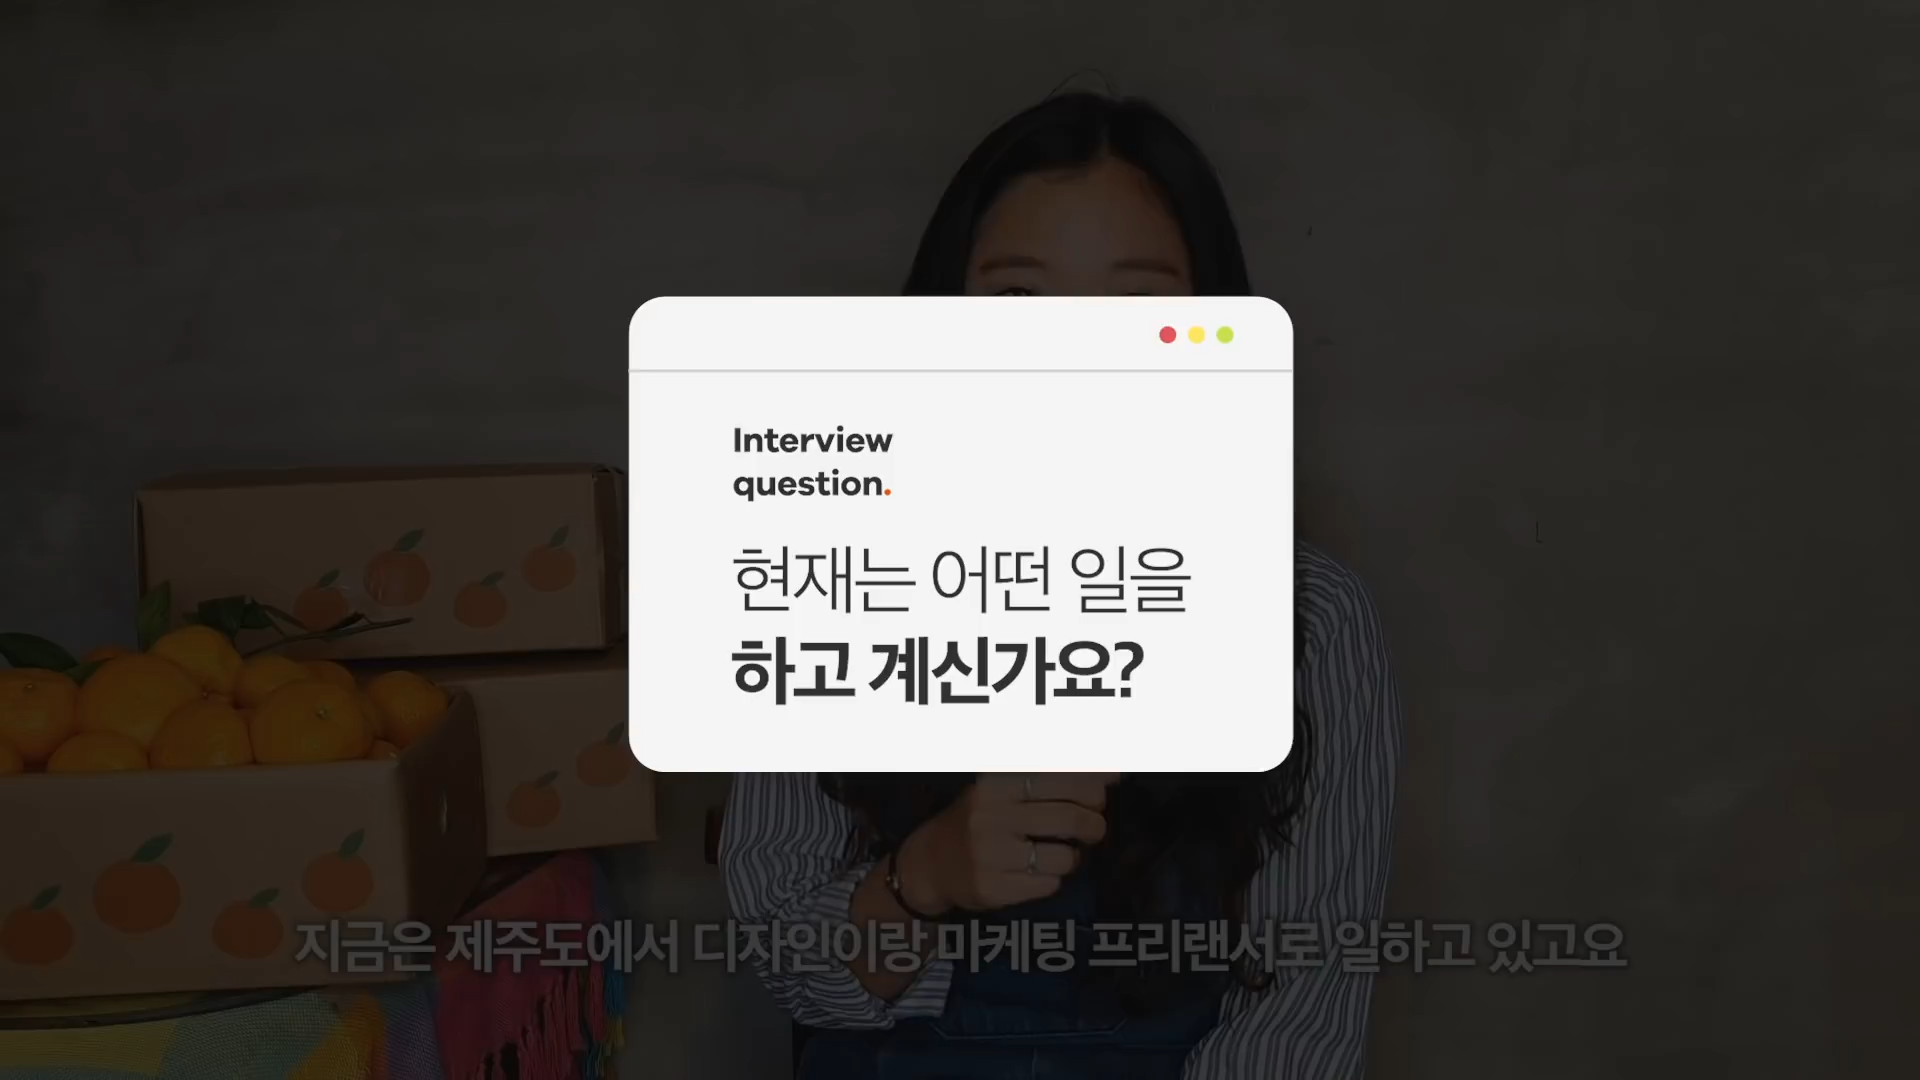 Interview
question.
현재는 어떤 일을
하고 계신가요?
지금은 제주도에서 디자인이랑 마케팅 프리랜서로 일하고 있고요